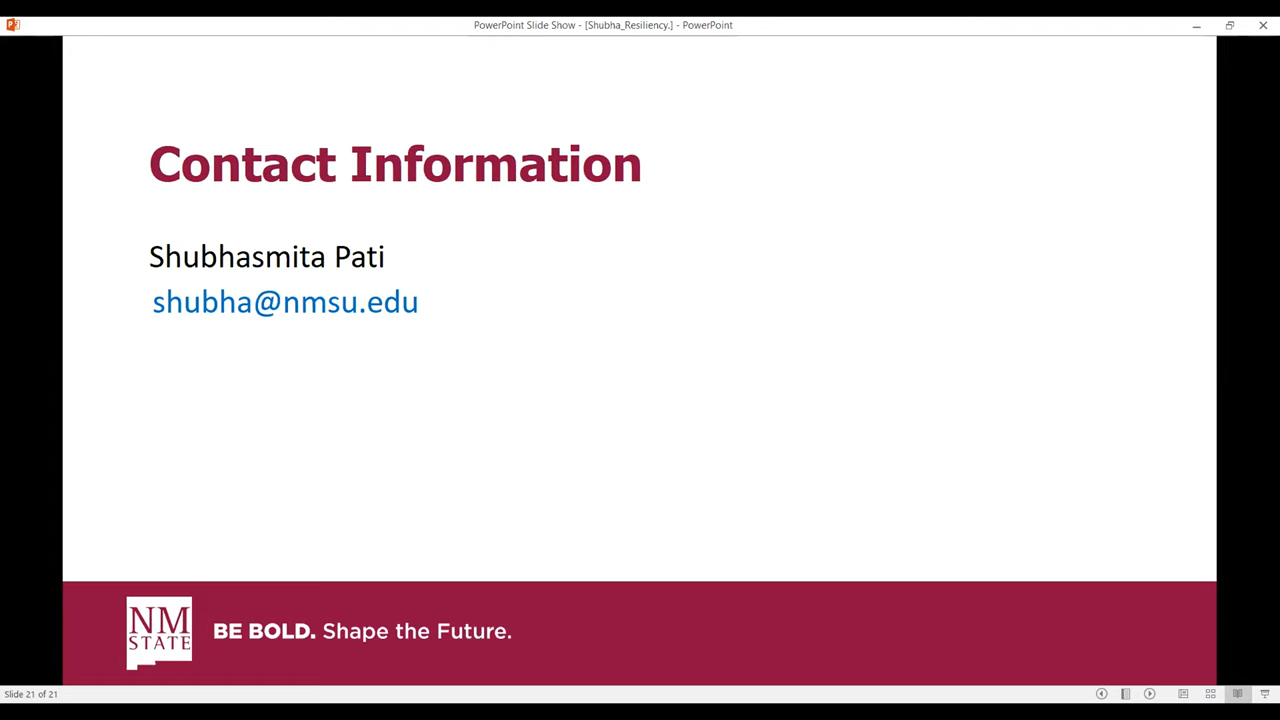 PowerPoint Slide Show - [Shubha_Resiliency.] - PowerPoint
Contact Information
Shubhasmita Pati
shubha@nmsu.edu
NM
STATE
BE BOLD. Shape the Future.
Slide 21 of 21